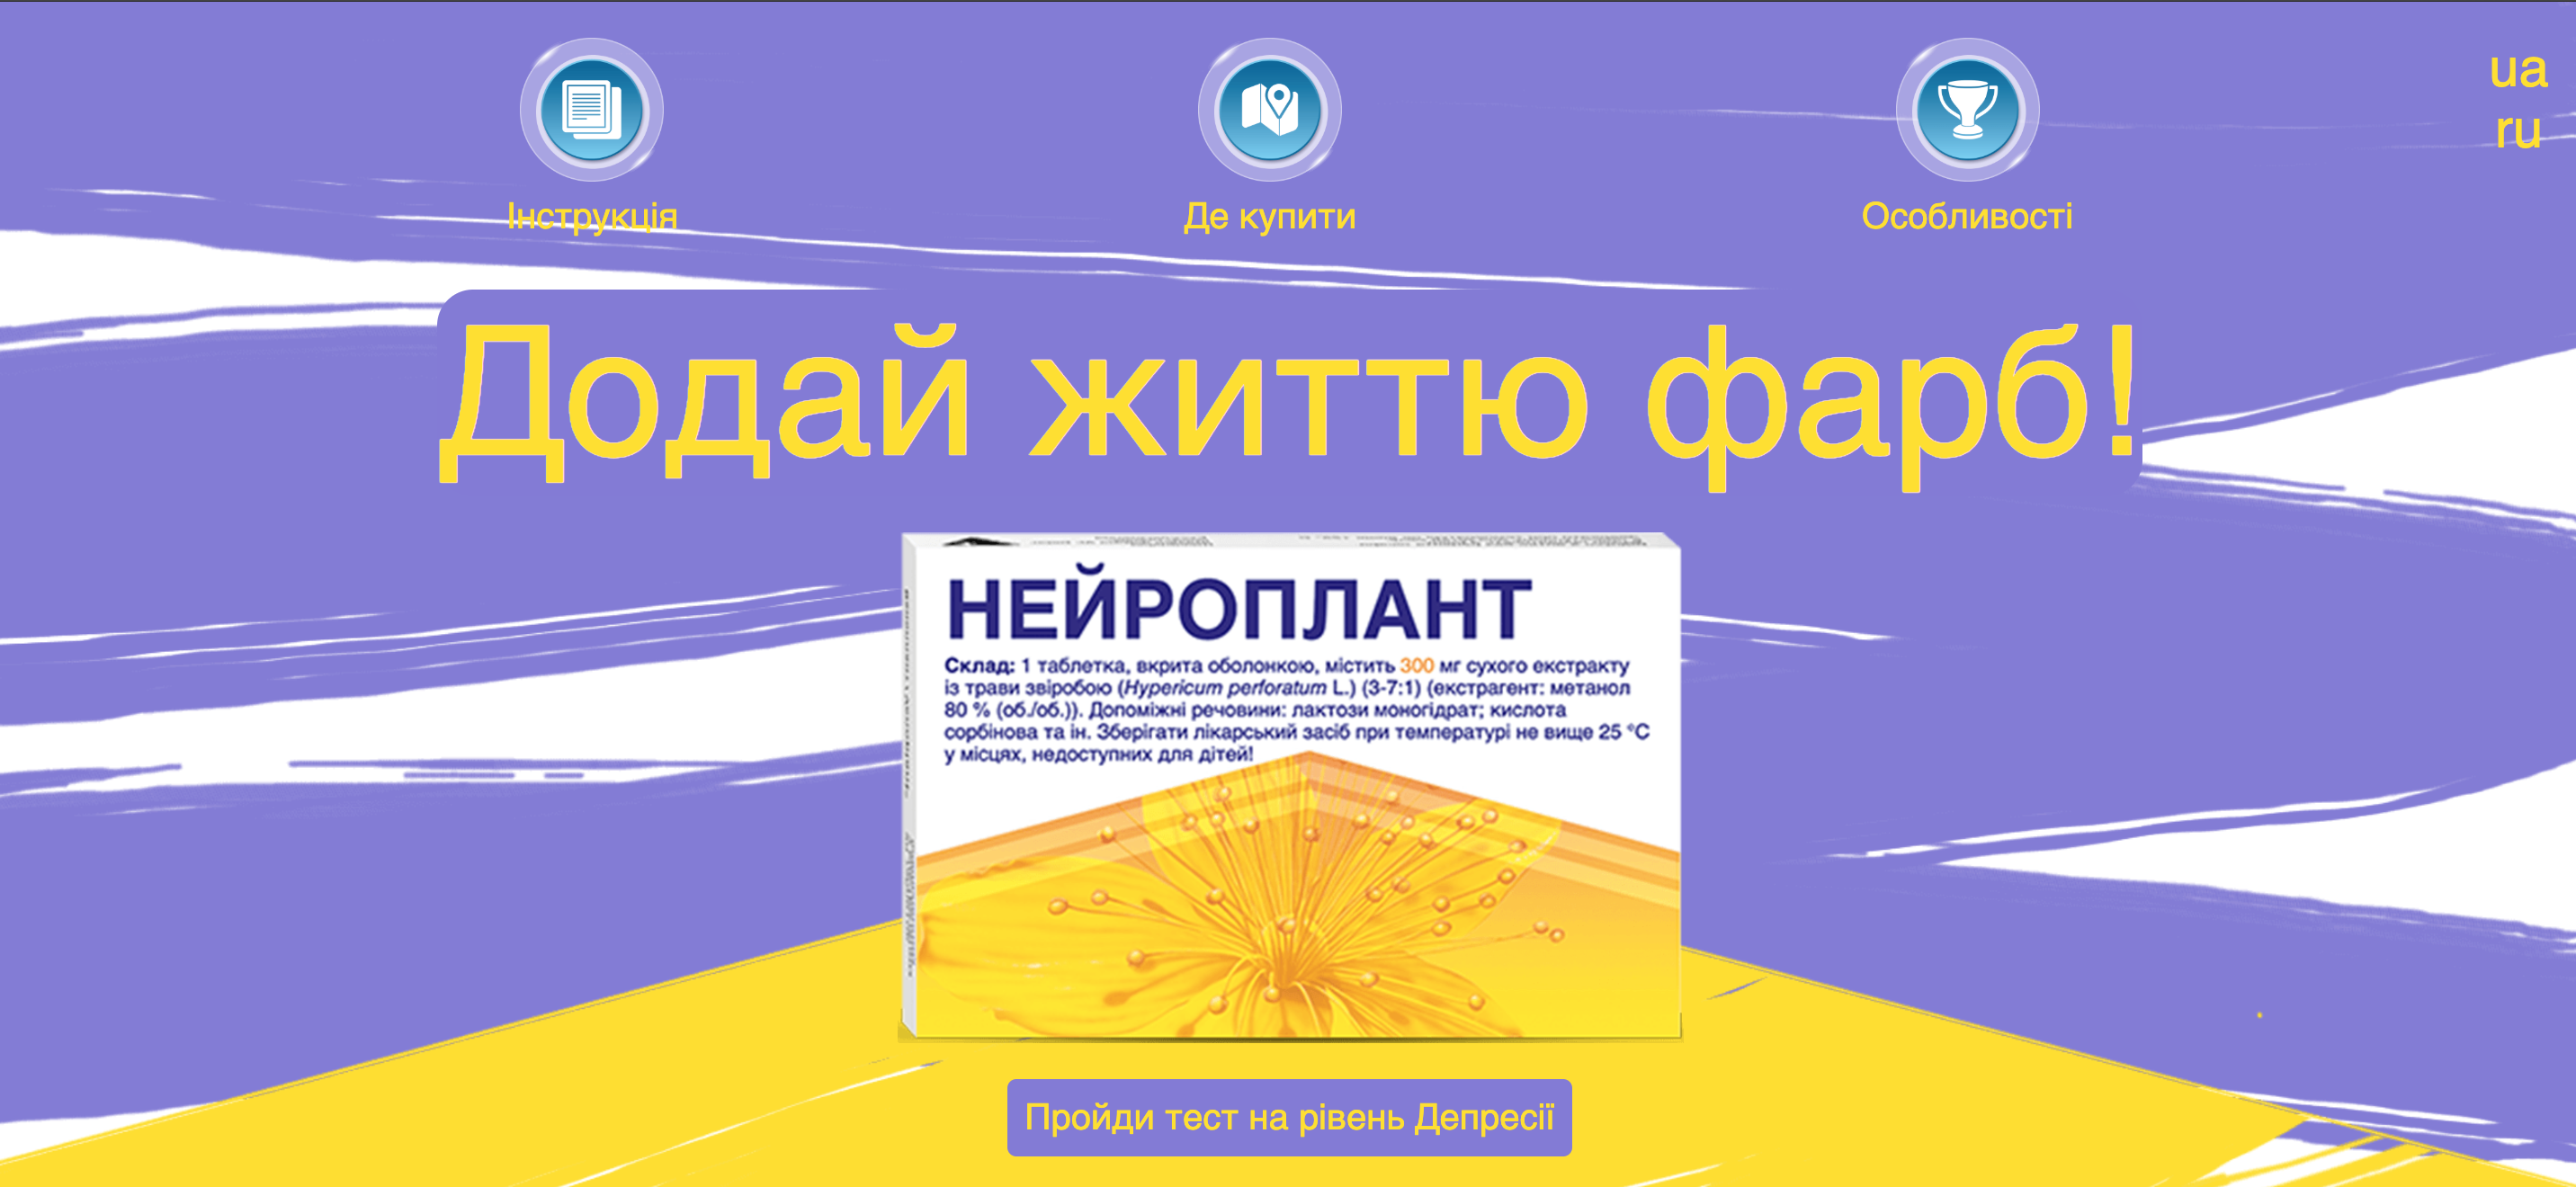 ua
ru
Інструкція
Де купити
Особливості
Додай життю фарб!
НЕЙРОПЛАНТ
Склад: 1 таблетка, вкрита оболонкою, містить 300 мг сухого екстракту
із трави звіробою (Hypericum perforatum L.) (3-7:1) (екстрагент: метанол
80 % (об./об.)). Допоміжні речовини: лактози моногідрат; кислота
сорбінова та ін. Зберігати лікарський засіб при температурі не вище 25 °C
у місцях, недоступних для дітей!
Пройди тест на рівень Депресії